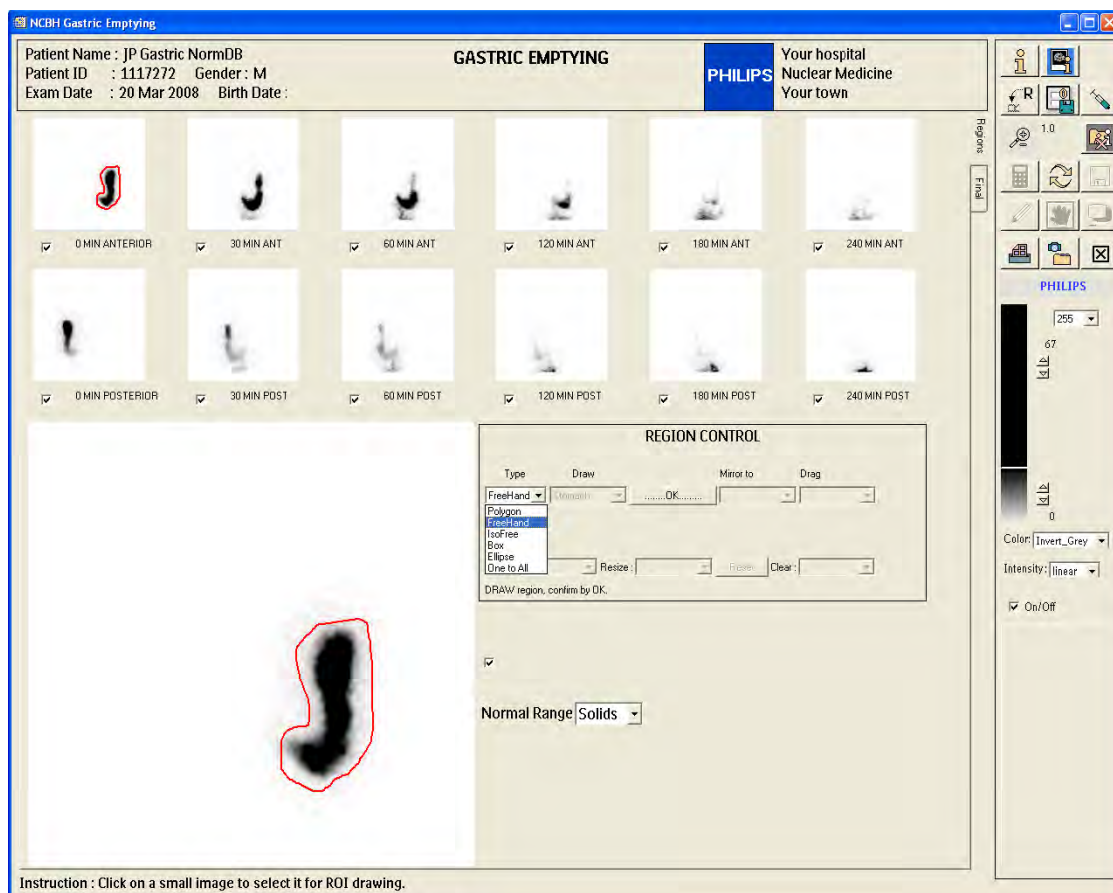 NCBH Gastric Emptying
Patient Name : JP Gastric NormDB
Patient ID : 1117272 Gender : M
Exam Date : 20 Mar 2008 Birth Date :
GASTRIC EMPTYING
PHILIPS
Your hospital
Nuclear Medicine
Your town
R
1.0
Regions
Final
0 MIN ANTERIOR
30 MIN ANT
60 MIN ANT
120 MIN ANT
180 MIN ANT
240 MIN ANT
0 MIN POSTERIOR
30 MIN POST
60 MIN POST
120 MIN POST
180 MIN POST
240 MIN POST
PHILIPS
255
67
0
Color: Invert_Grey
Intensity: linear
On/Off
REGION CONTROL
Type Draw Mirror to Drag
FreeHand ........OK........
Polygon
FreeHand
IsoFree
Box
Ellipse
One to All
Resize : Reset Clear :
DRAW region, confirm by OK.
Normal Range Solids
Instruction : Click on a small image to select it for ROI drawing.